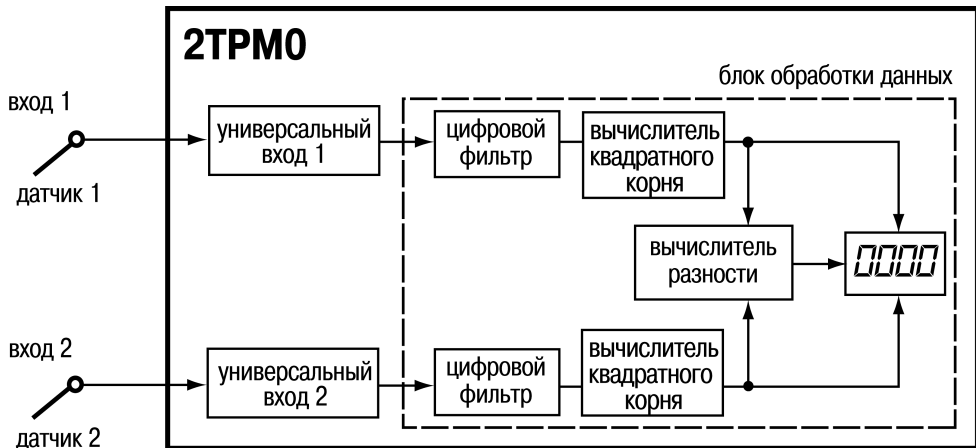 2ТРМ0
блок обработки данных
вход 1
датчик 1
универсальный
вход 1
цифровой
фильтр
вычислитель
квадратного
корня
вычислитель
разности
0000
вход 2
датчик 2
универсальный
вход 2
цифровой
фильтр
вычислитель
квадратного
корня